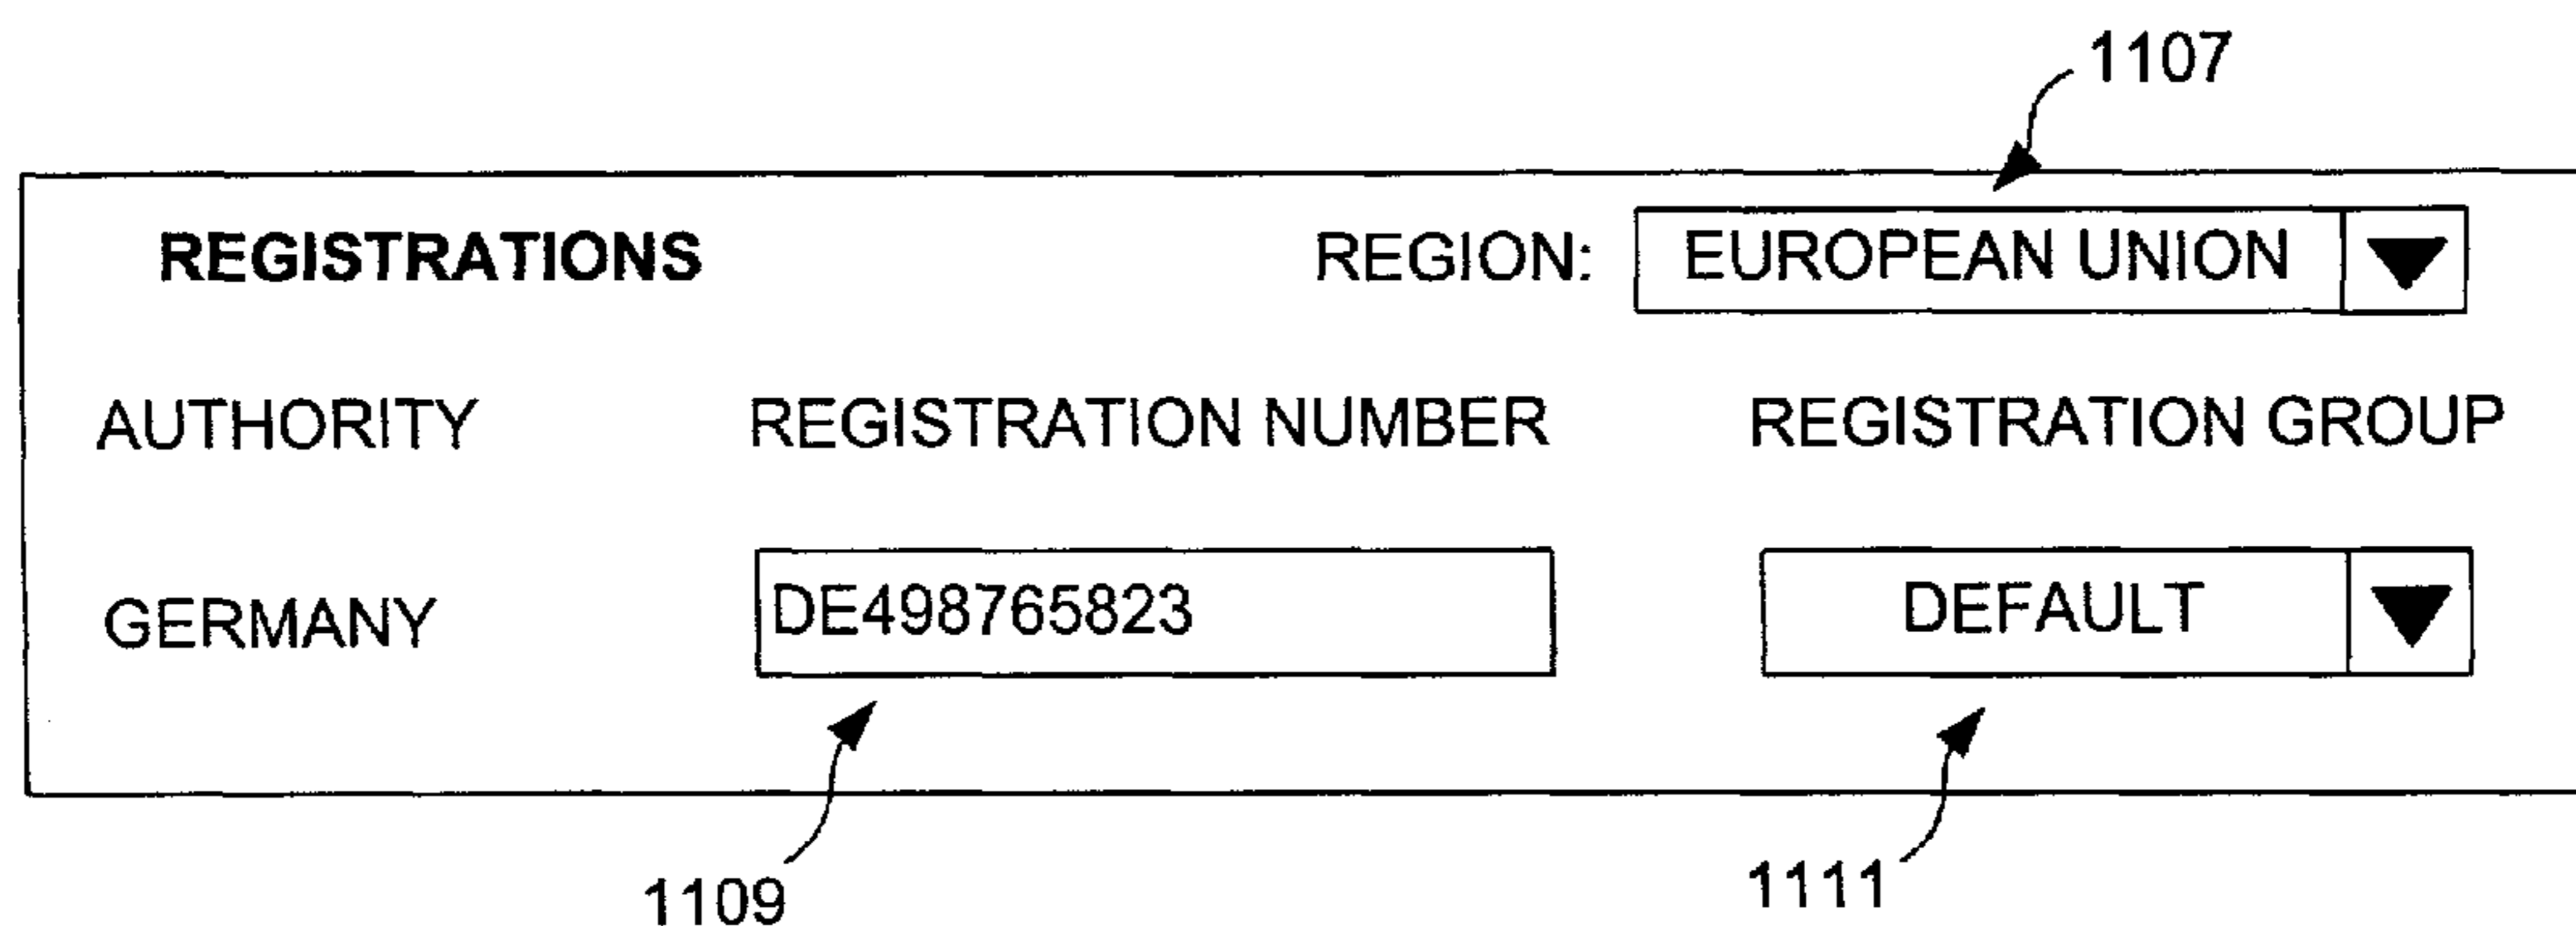 1107
REGISTRATIONS REGION: EUROPEAN UNION
AUTHORITY REGISTRATION NUMBER REGISTRATION GROUP
GERMANY DE498765823 DEFAULT
1109 1111